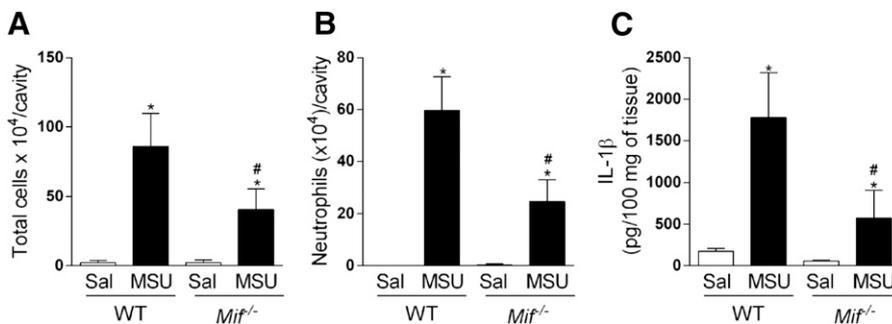 A
Total cells x 10⁴/cavity
150
100
50
0
*
#
*
Sal MSU Sal MSU
WT Mif-/-
B
Neutrophils (x10⁴)/cavity
80
60
40
20
0
*
#
*
Sal MSU Sal MSU
WT Mif-/-
C
IL-1β
(pg/100 mg of tissue)
2500
2000
1500
1000
500
0
*
#
*
Sal MSU Sal MSU
WT Mif-/-